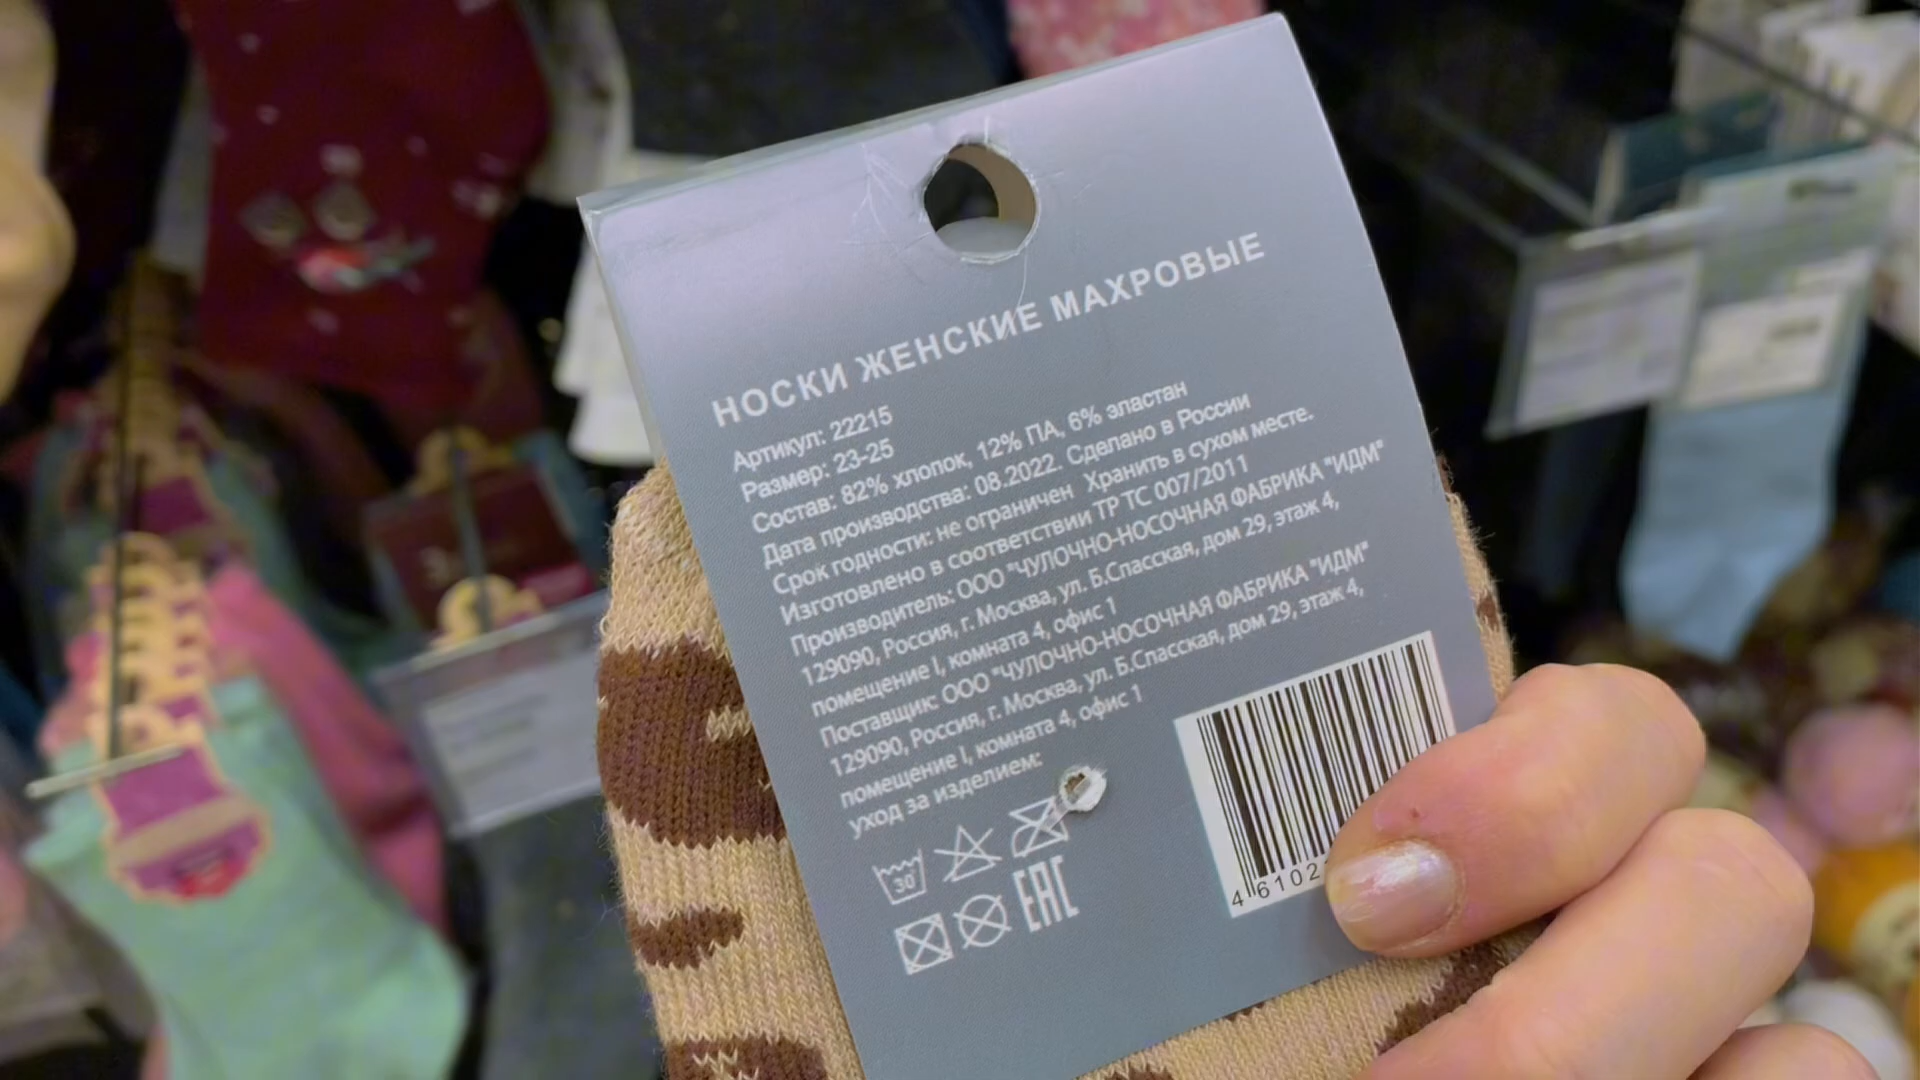 НОСКИ ЖЕНСКИЕ МАХРОВЫЕ
Артикул: 22215
Размер: 23-25
Состав: 82% хлопок, 12% ПА, 6% эластан
Дата производства: 08.2022. Сделано в России
Срок годности: не ограничен Хранить в сухом месте.
Изготовлено в соответствии ТР ТС 007/2011
Производитель: ООО "ЧУЛОЧНО-НОСОЧНАЯ ФАБРИКА "ИДМ"
129090, Россия, г. Москва, ул. Б.Спасская, дом 29, этаж 4,
помещение I, комната 4, офис 1
Поставщик: ООО "ЧУЛОЧНО-НОСОЧНАЯ ФАБРИКА "ИДМ"
129090, Россия, г. Москва, ул. Б.Спасская, дом 29, этаж 4,
помещение I, комната 4, офис 1
уход за изделием:
30
EAC
4 6102